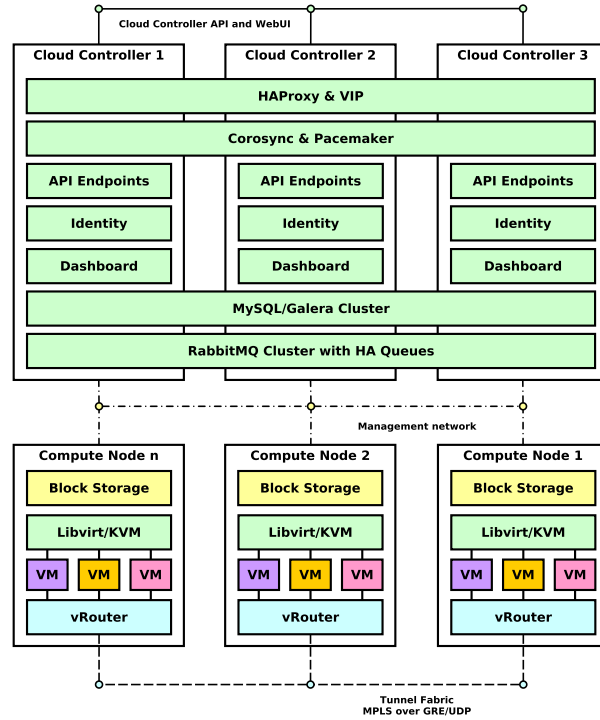 Cloud Controller API and WebUI
Cloud Controller 1
Cloud Controller 2
Cloud Controller 3
HAProxy & VIP
Corosync & Pacemaker
API Endpoints
API Endpoints
API Endpoints
Identity
Identity
Identity
Dashboard
Dashboard
Dashboard
MySQL/Galera Cluster
RabbitMQ Cluster with HA Queues
Management network
Compute Node n
Compute Node 2
Compute Node 1
Block Storage
Block Storage
Block Storage
Libvirt/KVM
Libvirt/KVM
Libvirt/KVM
VM
VM
VM
VM
VM
VM
VM
VM
VM
vRouter
vRouter
vRouter
Tunnel Fabric
MPLS over GRE/UDP